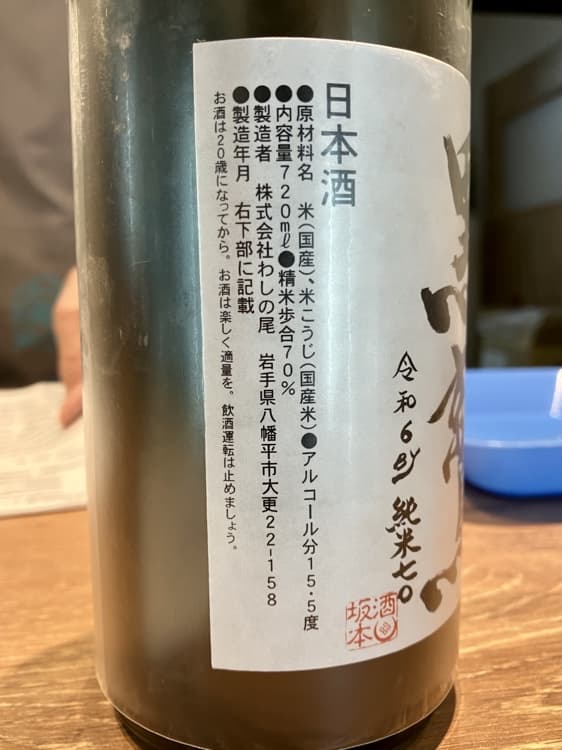 令和6BY 純米七〇
日本酒
●原材料名 米(国産)、米こうじ(国産米)●アルコール分15.5度
●内容量720ml●精米歩合70%
●製造者 株式会社わしの尾 岩手県八幡平市大更22-158
●製造年月 右下部に記載
お酒は20歳になってから。お酒は楽しく適量を。飲酒運転は止めましょう。
酒
坂本